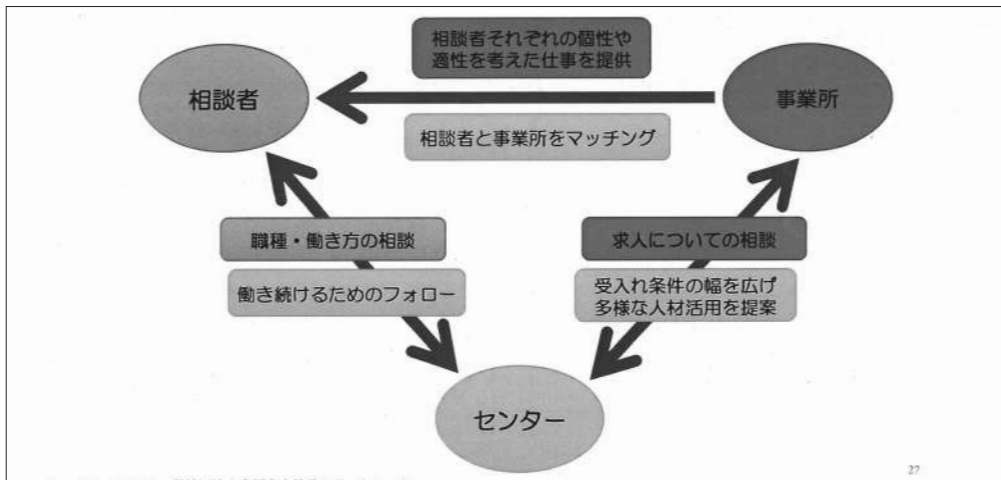 相談者それぞれの個性や
適性を考えた仕事を提供
相談者
事業所
相談者と事業所をマッチング
職種・働き方の相談
求人についての相談
働き続けるためのフォロー
受入れ条件の幅を広げ
多様な人材活用を提案
センター
27